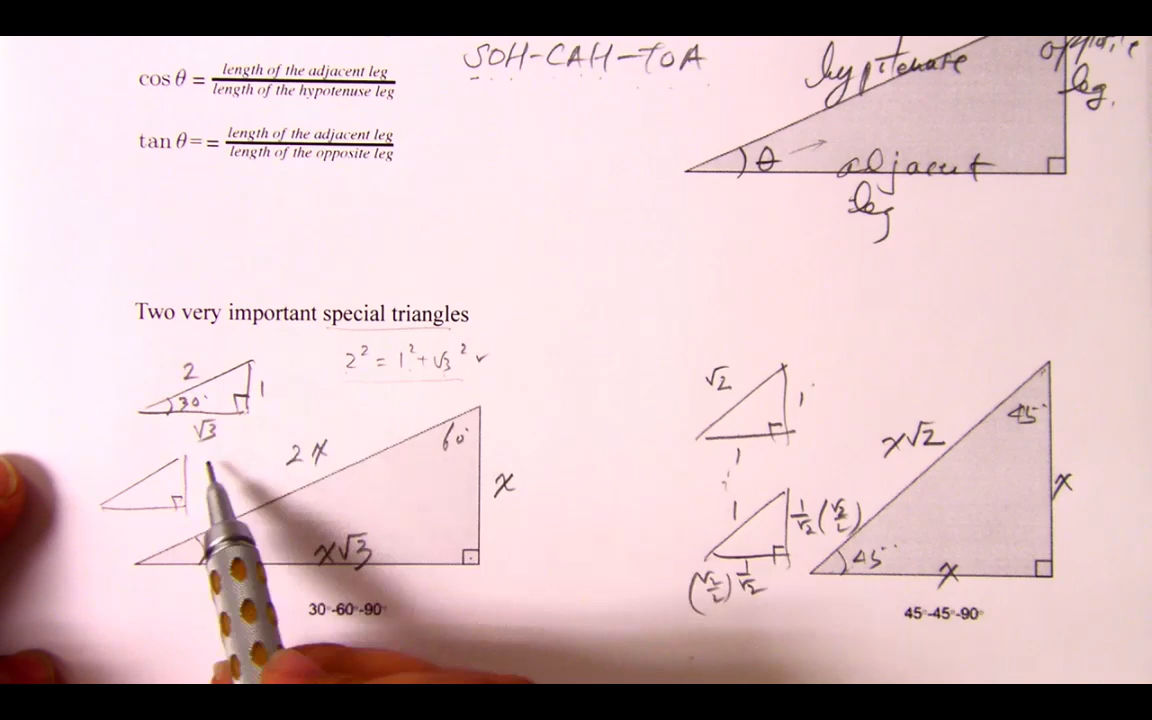 SOH-CAH-TOA
cos θ = length of the adjacent leg
length of the hypotenuse leg
tan θ = = length of the adjacent leg
length of the opposite leg
hypotenuse
leg.
θ
adjacent
leg
Two very important special triangles
2² = 1² + √3² ✓
2
30°
1
√3
2x
60°
x
x√3
30°-60°-90°
√2
1
1
1
1/√2 (√2/2)
(√2/2) 1/√2
x√2
45°
x
45°
x
45°-45°-90°